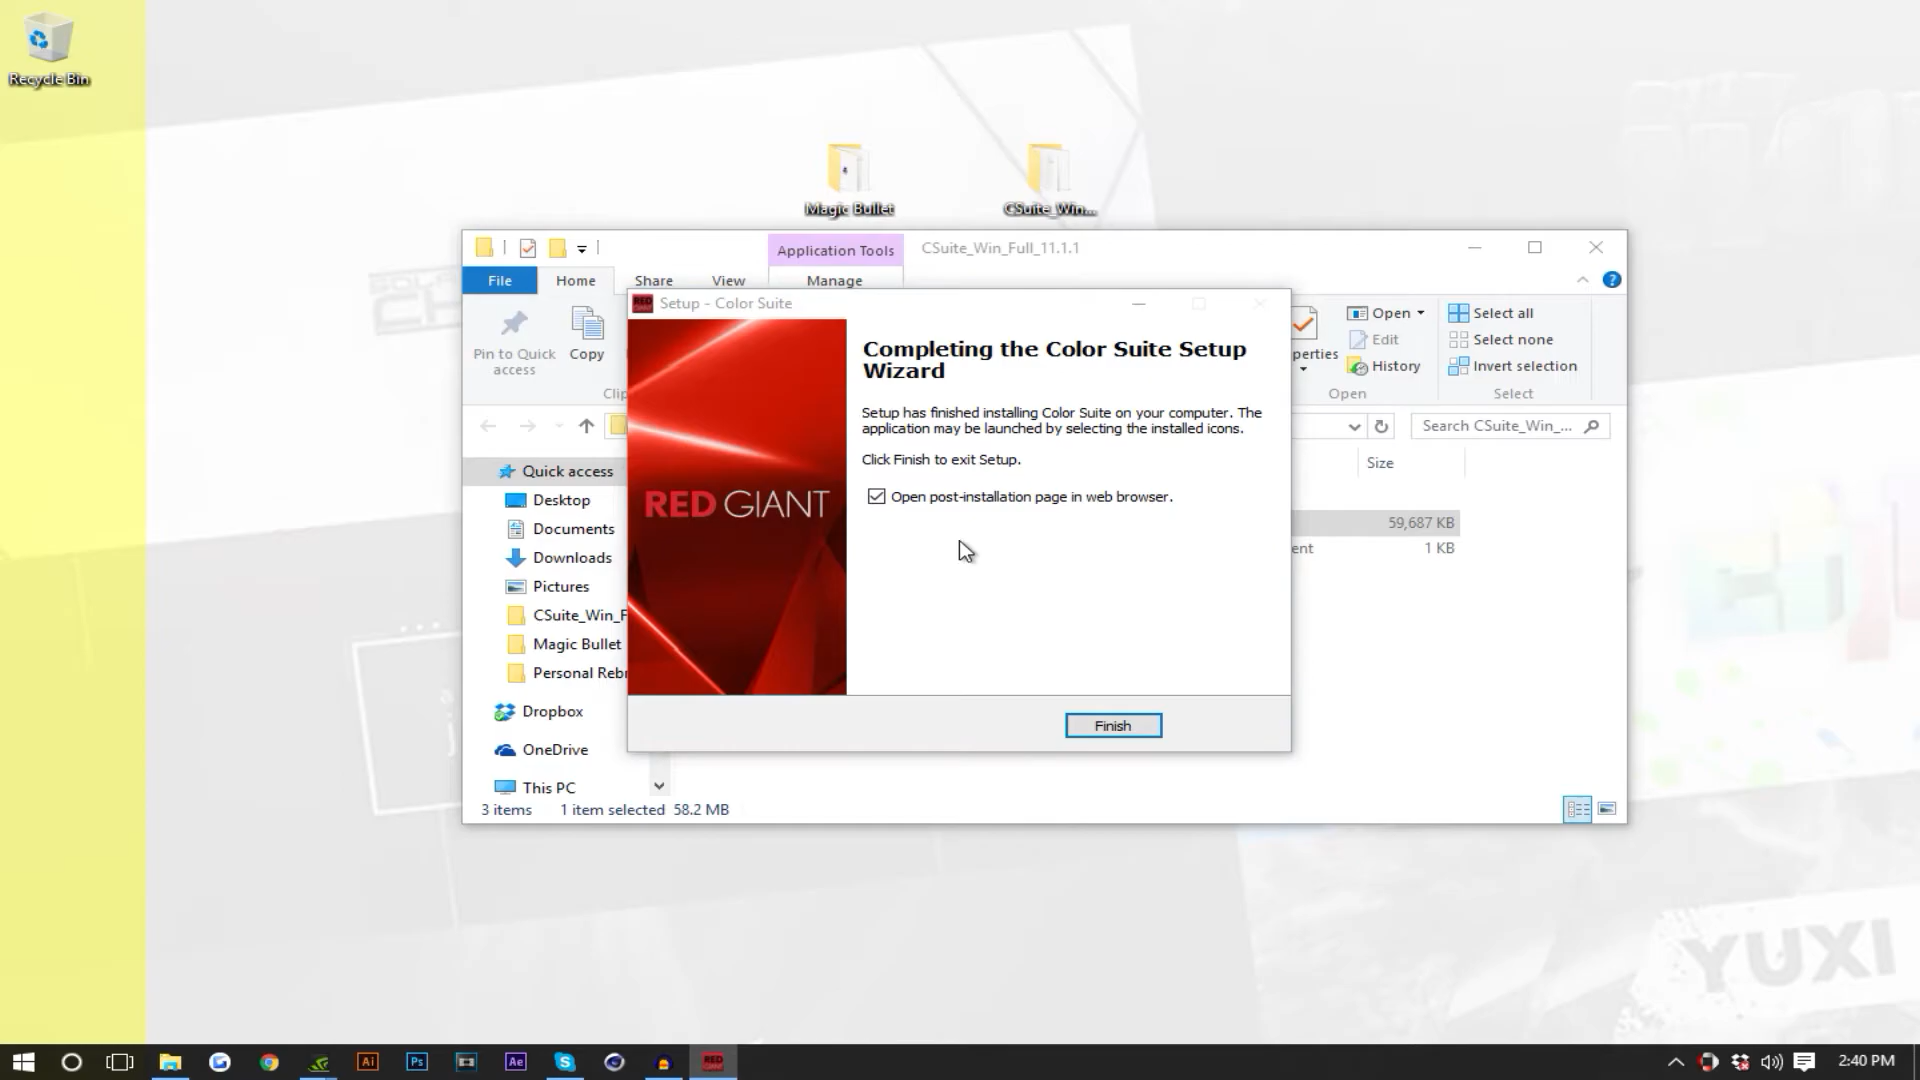 Recycle Bin
Magic Bullet
CSuite_Win...
Application Tools
CSuite_Win_Full_11.1.1
File
Home
Share
View
Manage
Pin to Quick
access
Copy
Clip
perties
Open
Edit
History
Open
Select all
Select none
Invert selection
Select
Search CSuite_Win_...
Size
59,687 KB
ent
1 KB
Quick access
Desktop
Documents
Downloads
Pictures
CSuite_Win_F
Magic Bullet
Personal Rebr
Dropbox
OneDrive
This PC
3 items
1 item selected
58.2 MB
RED Setup - Color Suite
RED GIANT
Completing the Color Suite Setup
Wizard
Setup has finished installing Color Suite on your computer. The
application may be launched by selecting the installed icons.
Click Finish to exit Setup.
Open post-installation page in web browser.
Finish
YUXI
Ai
Ps
Ae
RED
2:40 PM